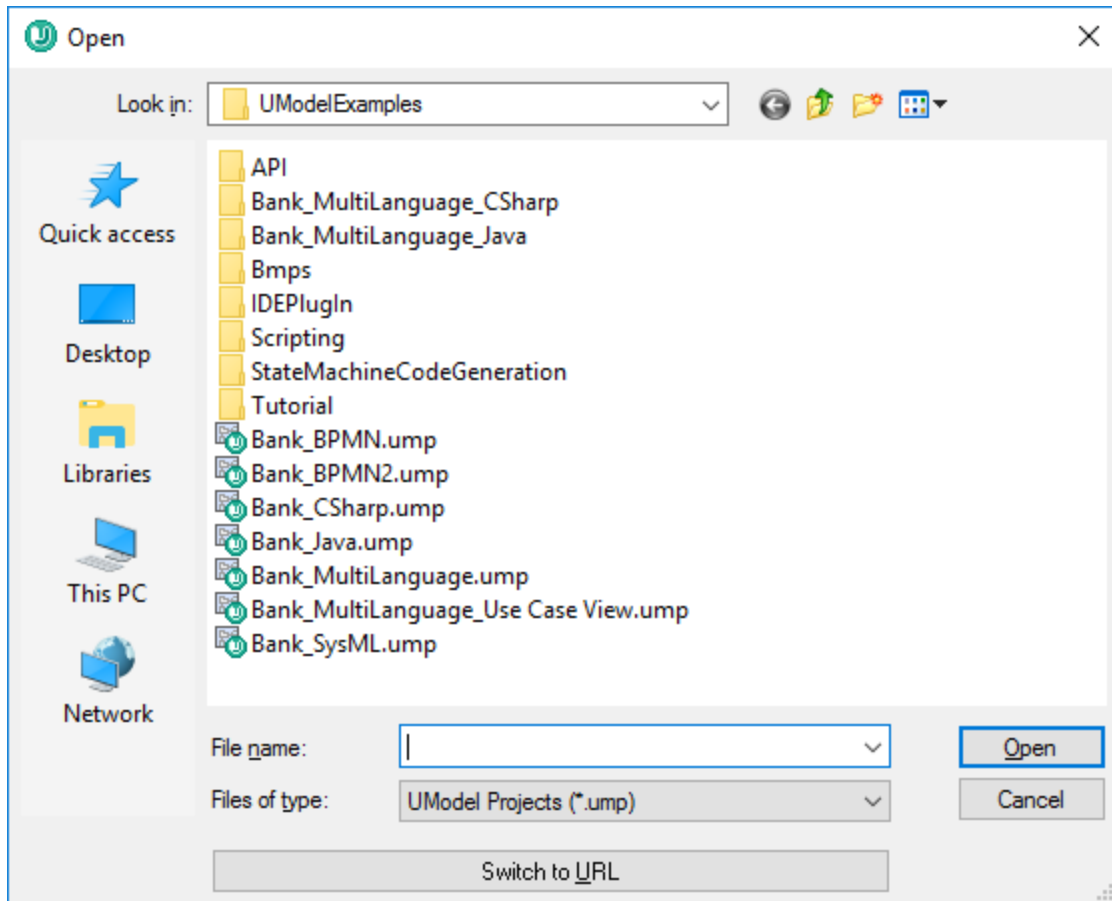 Open
Look in: UModelExamples
Quick access
Desktop
Libraries
This PC
Network
API
Bank_MultiLanguage_CSharp
Bank_MultiLanguage_Java
Bmps
IDEPlugIn
Scripting
StateMachineCodeGeneration
Tutorial
Bank_BPMN.ump
Bank_BPMN2.ump
Bank_CSharp.ump
Bank_Java.ump
Bank_MultiLanguage.ump
Bank_MultiLanguage_Use Case View.ump
Bank_SysML.ump
File name: Open
Files of type: UModel Projects (*.ump) Cancel
Switch to URL